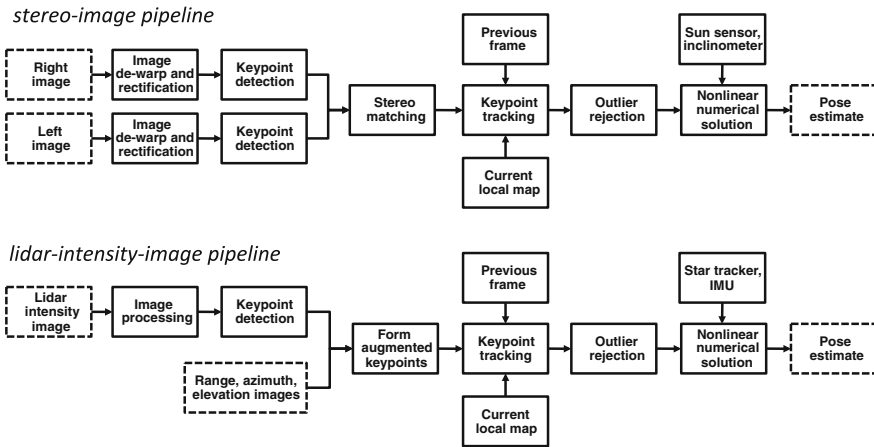 stereo-image pipeline
Right
image
Image
de-warp and
rectification
Keypoint
detection
Left
image
Image
de-warp and
rectification
Keypoint
detection
Stereo
matching
Previous
frame
Keypoint
tracking
Current
local map
Outlier
rejection
Sun sensor,
inclinometer
Nonlinear
numerical
solution
Pose
estimate
lidar-intensity-image pipeline
Lidar
intensity
image
Image
processing
Keypoint
detection
Range, azimuth,
elevation images
Form
augmented
keypoints
Previous
frame
Keypoint
tracking
Current
local map
Outlier
rejection
Star tracker,
IMU
Nonlinear
numerical
solution
Pose
estimate